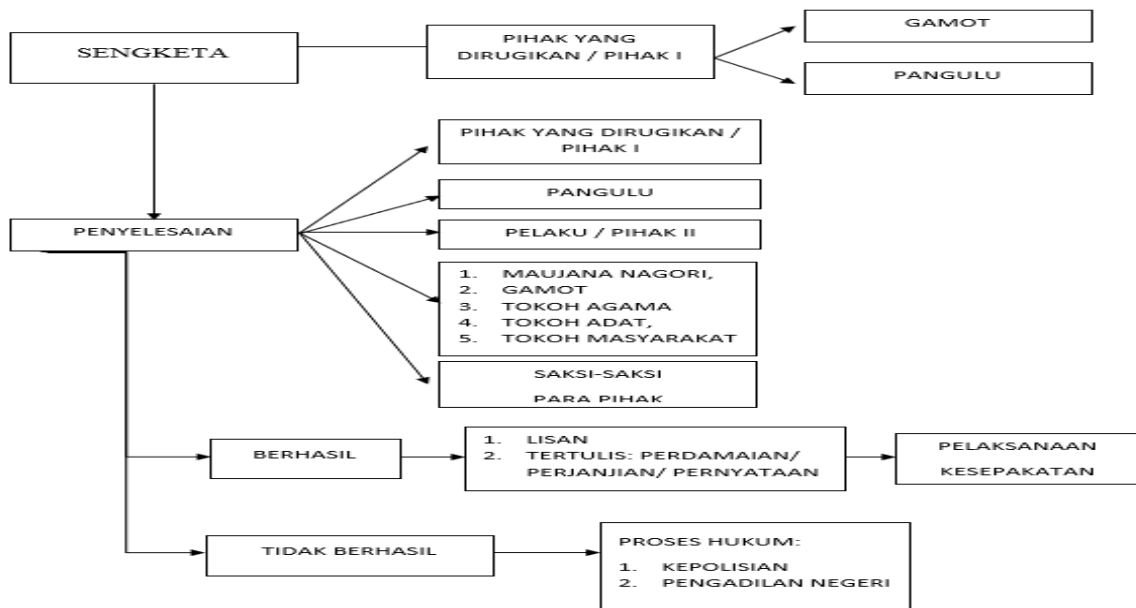 SENGKETA
PIHAK YANG
DIRUGIKAN / PIHAK I
GAMOT
PANGULU
PENYELESAIAN
PIHAK YANG DIRUGIKAN /
PIHAK I
PANGULU
PELAKU / PIHAK II
1. MAUJANA NAGORI,
2. GAMOT
3. TOKOH AGAMA
4. TOKOH ADAT,
5. TOKOH MASYARAKAT
SAKSI-SAKSI
PARA PIHAK
BERHASIL
1. LISAN
2. TERTULIS: PERDAMAIAN/
PERJANJIAN/ PERNYATAAN
PELAKSANAAN
KESEPAKATAN
TIDAK BERHASIL
PROSES HUKUM:
1. KEPOLISIAN
2. PENGADILAN NEGERI